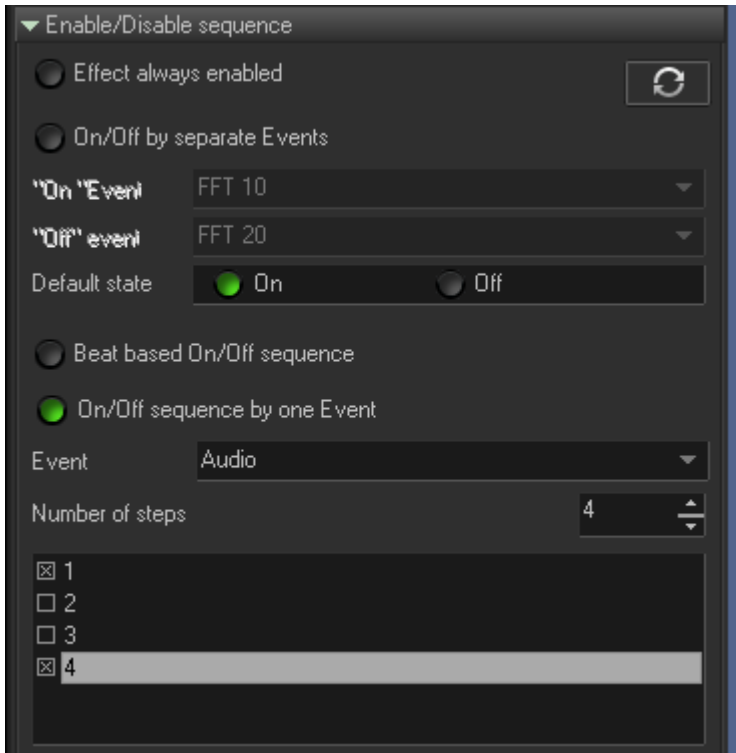 Enable/Disable sequence
Effect always enabled
On/Off by separate Events
"On "Event FFT 10
"Off" event FFT 20
Default state On Off
Beat based On/Off sequence
On/Off sequence by one Event
Event Audio
Number of steps 4
1
2
3
4